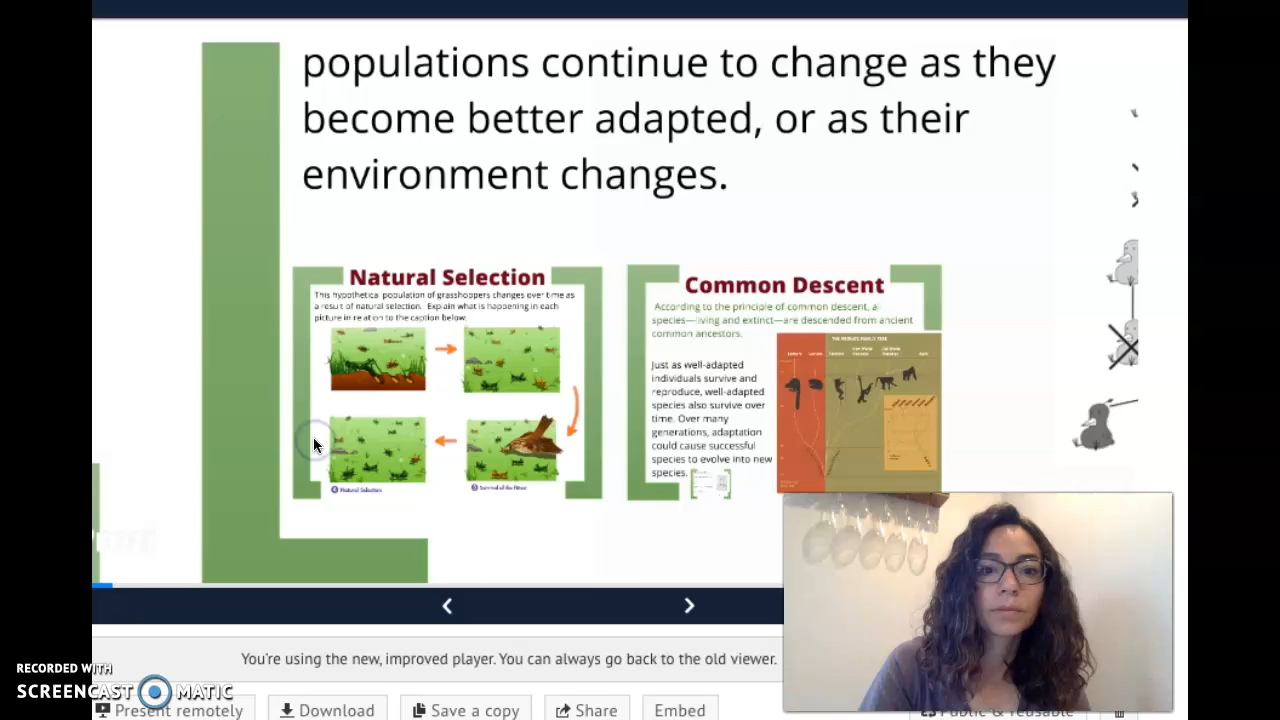 populations continue to change as they
become better adapted, or as their
environment changes.
Natural Selection
This hypothetical population of grasshoppers changes over time as
a result of natural selection. Explain what is happening in each
picture in relation to the caption below.
Natural Selection
Survival of the Fittest
Common Descent
According to the principle of common descent, a
species—living and extinct—are descended from ancient
common ancestors.
Just as well-adapted
individuals survive and
reproduce, well-adapted
species also survive over
time. Over many
generations, adaptation
could cause successful
species to evolve into new
species.
THE PRIMATE FAMILY TREE
You're using the new, improved player. You can always go back to the old viewer.
Present remotely
Download
Save a copy
Share
Embed
Public & reusable
RECORDED WITH
SCREENCAST MATIC